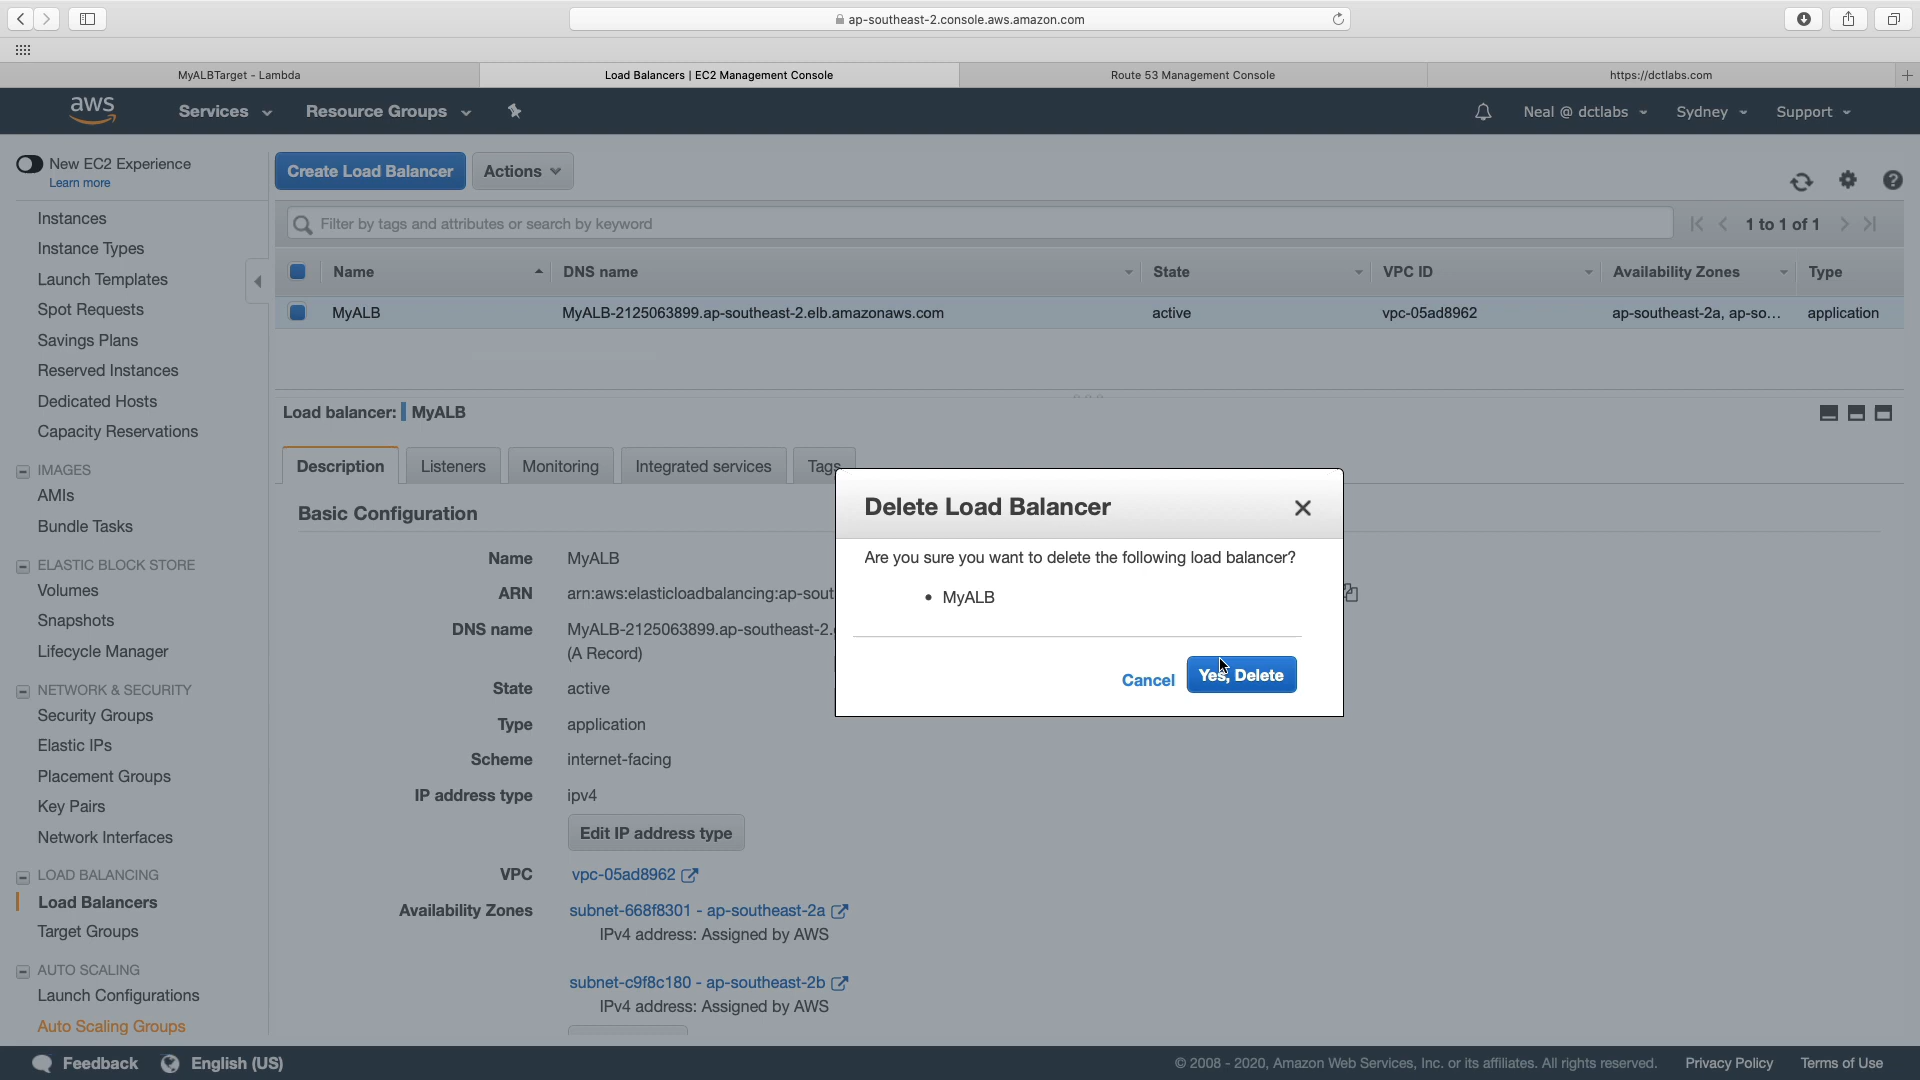 ap-southeast-2.console.aws.amazon.com
MyALBTarget - Lambda
Load Balancers | EC2 Management Console
Route 53 Management Console
https://dctlabs.com
aws
Services
Resource Groups
Neal @ dctlabs
Sydney
Support
New EC2 Experience
Learn more
Instances
Instance Types
Launch Templates
Spot Requests
Savings Plans
Reserved Instances
Dedicated Hosts
Capacity Reservations
IMAGES
AMIs
Bundle Tasks
ELASTIC BLOCK STORE
Volumes
Snapshots
Lifecycle Manager
NETWORK & SECURITY
Security Groups
Elastic IPs
Placement Groups
Key Pairs
Network Interfaces
LOAD BALANCING
Load Balancers
Target Groups
AUTO SCALING
Launch Configurations
Auto Scaling Groups
Create Load Balancer
Actions
Filter by tags and attributes or search by keyword
1 to 1 of 1
Name DNS name State VPC ID Availability Zones Type
MyALB MyALB-2125063899.ap-southeast-2.elb.amazonaws.com active vpc-05ad8962 ap-southeast-2a, ap-so... application
Load balancer: MyALB
Description Listeners Monitoring Integrated services Tags
Basic Configuration
Name MyALB
ARN arn:aws:elasticloadbalancing:ap-sout
DNS name MyALB-2125063899.ap-southeast-2.
(A Record)
State active
Type application
Scheme internet-facing
IP address type ipv4
Edit IP address type
VPC vpc-05ad8962
Availability Zones subnet-668f8301 - ap-southeast-2a
IPv4 address: Assigned by AWS
subnet-c9f8c180 - ap-southeast-2b
IPv4 address: Assigned by AWS
Delete Load Balancer
Are you sure you want to delete the following load balancer?
• MyALB
Cancel
Yes, Delete
Feedback
English (US)
© 2008 - 2020, Amazon Web Services, Inc. or its affiliates. All rights reserved.
Privacy Policy
Terms of Use